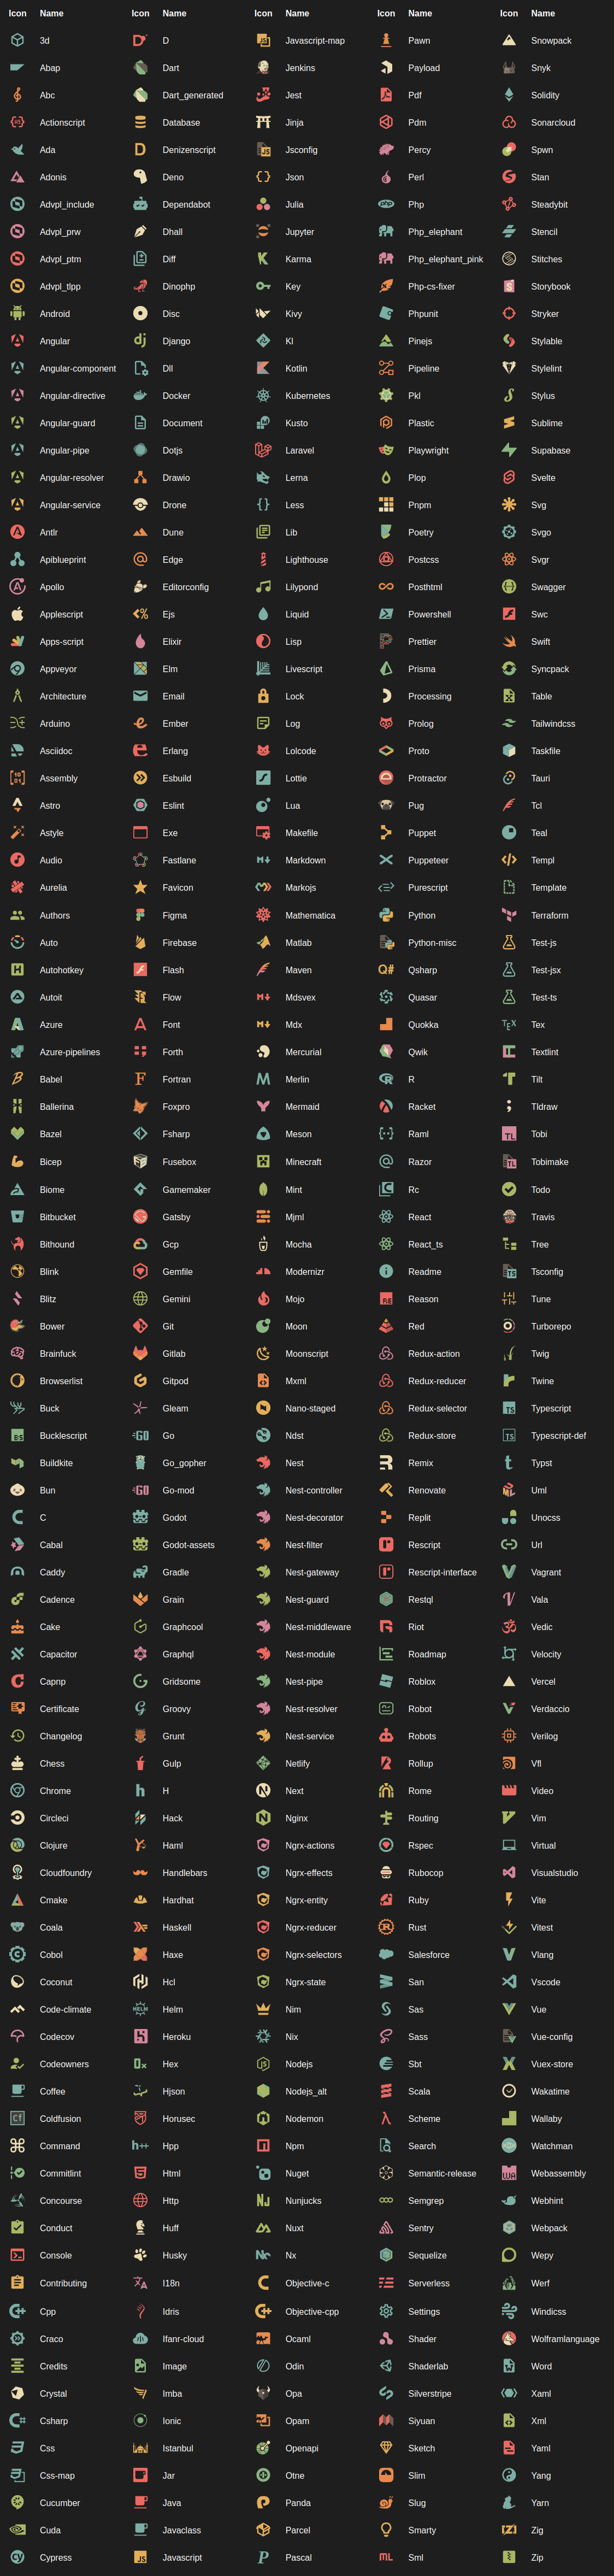 Icon Name Icon Name Icon Name Icon Name Icon Name
3d D Javascript-map Pawn Snowpack
Abap Dart Jenkins Payload Snyk
Abc Dart_generated Jest Pdf Solidity
Actionscript Database Jinja Pdm Sonarcloud
Ada Denizenscript Jsconfig Percy Spwn
Adonis Deno Json Perl Stan
Advpl_include Dependabot Julia Php Steadybit
Advpl_prw Dhall Jupyter Php_elephant Stencil
Advpl_ptm Diff Karma Php_elephant_pink Stitches
Advpl_tlpp Dinophp Key Php-cs-fixer Storybook
Android Disc Kivy Phpunit Stryker
Angular Django Kl Pinejs Stylable
Angular-component Dll Kotlin Pipeline Stylelint
Angular-directive Docker Kubernetes Pkl Stylus
Angular-guard Document Kusto Plastic Sublime
Angular-pipe Dotjs Laravel Playwright Supabase
Angular-resolver Drawio Lerna Plop Svelte
Angular-service Drone Less Pnpm Svg
Antlr Dune Lib Poetry Svgo
Apiblueprint Edge Lighthouse Postcss Svgr
Apollo Editorconfig Lilypond Posthtml Swagger
Applescript Ejs Liquid Powershell Swc
Apps-script Elixir Lisp Prettier Swift
Appveyor Elm Livescript Prisma Syncpack
Architecture Email Lock Processing Table
Arduino Ember Log Prolog Tailwindcss
Asciidoc Erlang Lolcode Proto Taskfile
Assembly Esbuild Lottie Protractor Tauri
Astro Eslint Lua Pug Tcl
Astyle Exe Makefile Puppet Teal
Audio Fastlane Markdown Puppeteer Templ
Aurelia Favicon Markojs Purescript Template
Authors Figma Mathematica Python Terraform
Auto Firebase Matlab Python-misc Test-js
Autohotkey Flash Maven Qsharp Test-jsx
Autoit Flow Mdsvex Quasar Test-ts
Azure Font Mdx Quokka Tex
Azure-pipelines Forth Mercurial Qwik Textlint
Babel Fortran Merlin R Tilt
Ballerina Foxpro Mermaid Racket Tldraw
Bazel Fsharp Meson Raml Tobi
Bicep Fusebox Minecraft Razor Tobimake
Biome Gamemaker Mint Rc Todo
Bitbucket Gatsby Mjml React Travis
Bithound Gcp Mocha React_ts Tree
Blink Gemfile Modernizr Readme Tsconfig
Blitz Gemini Mojo Reason Tune
Bower Git Moon Red Turborepo
Brainfuck Gitlab Moonscript Redux-action Twig
Browserlist Gitpod Mxml Redux-reducer Twine
Buck Gleam Nano-staged Redux-selector Typescript
Bucklescript Go Ndst Redux-store Typescript-def
Buildkite Go_gopher Nest Remix Typst
Bun Go-mod Nest-controller Renovate Uml
C Godot Nest-decorator Replit Unocss
Cabal Godot-assets Nest-filter Rescript Url
Caddy Gradle Nest-gateway Rescript-interface Vagrant
Cadence Grain Nest-guard Restql Vala
Cake Graphcool Nest-middleware Riot Vedic
Capacitor Graphql Nest-module Roadmap Velocity
Capnp Gridsome Nest-pipe Roblox Vercel
Certificate Groovy Nest-resolver Robot Verdaccio
Changelog Grunt Nest-service Robots Verilog
Chess Gulp Netlify Rollup Vfl
Chrome H Next Rome Video
Circleci Hack Nginx Routing Vim
Clojure Haml Ngrx-actions Rspec Virtual
Cloudfoundry Handlebars Ngrx-effects Rubocop Visualstudio
Cmake Hardhat Ngrx-entity Ruby Vite
Coala Haskell Ngrx-reducer Rust Vitest
Cobol Haxe Ngrx-selectors Salesforce Vlang
Coconut Hcl Ngrx-state San Vscode
Code-climate Helm Nim Sas Vue
Codecov Heroku Nix Sass Vue-config
Codeowners Hex Nodejs Sbt Vuex-store
Coffee Hjson Nodejs_alt Scala Wakatime
Coldfusion Horusec Nodemon Scheme Wallaby
Command Hpp Npm Search Watchman
Commitlint Html Nuget Semantic-release Webassembly
Concourse Http Nunjucks Semgrep Webhint
Conduct Huff Nuxt Sentry Webpack
Console Husky Nx Sequelize Wepy
Contributing I18n Objective-c Serverless Werf
Cpp Idris Objective-cpp Settings Windicss
Craco Ifanr-cloud Ocaml Shader Wolframlanguage
Credits Image Odin Shaderlab Word
Crystal Imba Opa Silverstripe Xaml
Csharp Ionic Opam Siyuan Xml
Css Istanbul Openapi Sketch Yaml
Css-map Jar Otne Slim Yang
Cucumber Java Panda Slug Yarn
Cuda Javaclass Parcel Smarty Zig
Cypress Javascript Pascal Sml Zip